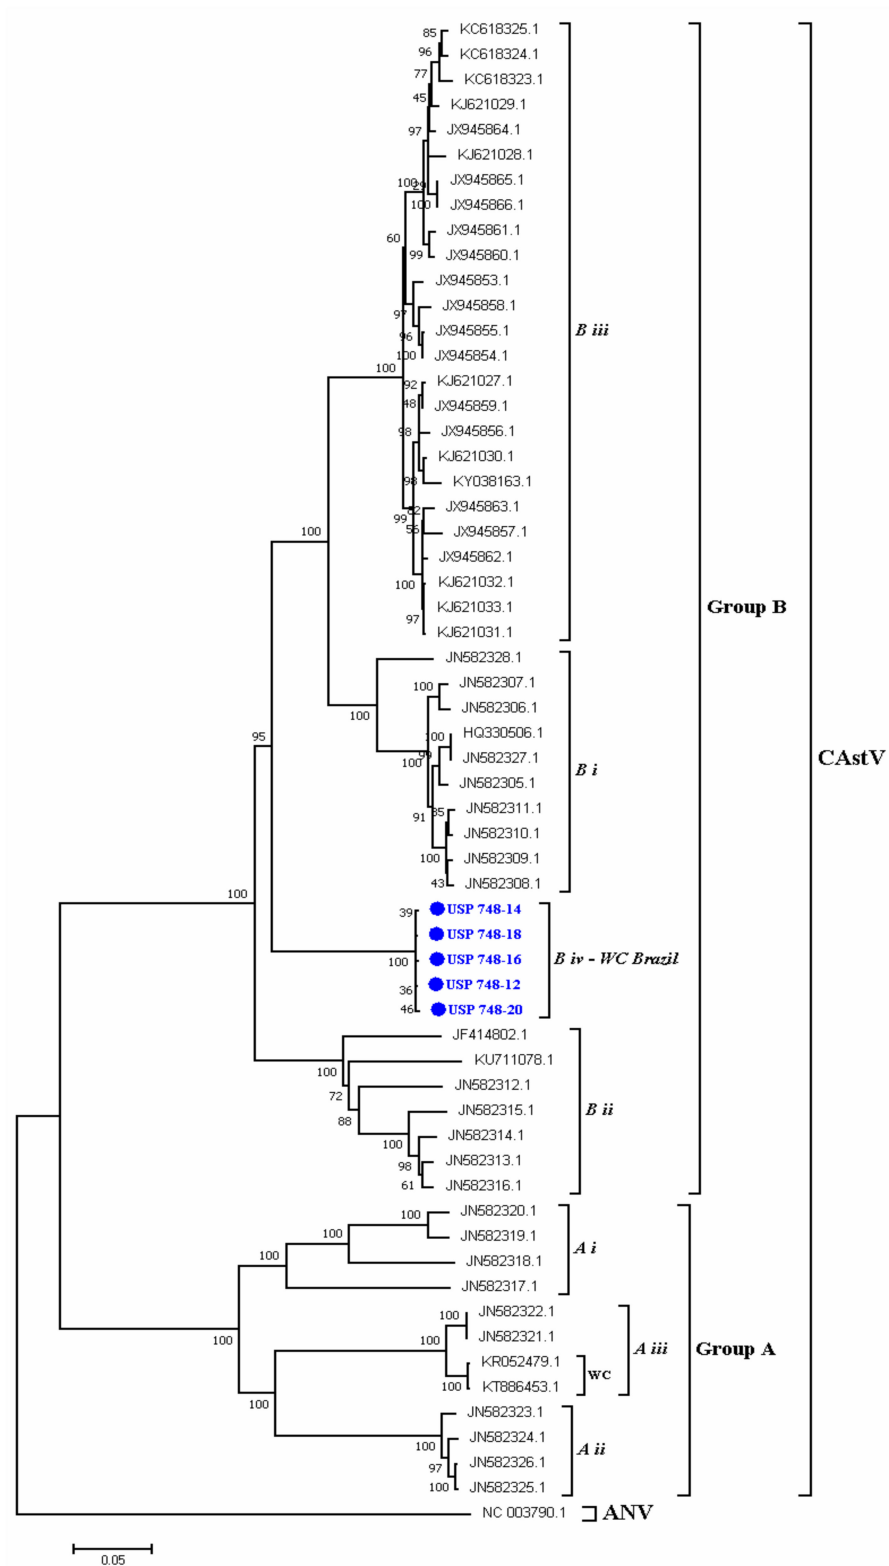 85
KC618325.1
96
KC618324.1
77
KC618323.1
45
KJ621029.1
97
JX945864.1
KJ621028.1
100
JX945865.1
100
JX945866.1
JX945861.1
60
99
JX945860.1
JX945853.1
97
JX945858.1
96
JX945855.1
B iii
100
JX945854.1
100
92
KJ621027.1
48
JX945859.1
98
JX945856.1
KJ621030.1
98
KY038163.1
JX945863.1
99
56
JX945857.1
100
JX945862.1
100
KJ621032.1
Group B
KJ621033.1
97
KJ621031.1
JN582328.1
100
JN582307.1
100
JN582306.1
95
100
HQ330506.1
100
JN582327.1
CAstV
B i
JN582305.1
91
85
JN582311.1
JN582310.1
100
JN582309.1
43
JN582308.1
100
39
USP 748-14
USP 748-18
100
USP 748-16
B iv - WC Brazil
36
USP 748-12
46
USP 748-20
JF414802.1
100
KU711078.1
72
JN582312.1
88
JN582315.1
B ii
100
JN582314.1
98
JN582313.1
61
JN582316.1
100
JN582320.1
100
JN582319.1
A i
100
JN582318.1
JN582317.1
100
100
JN582322.1
100
JN582321.1
A iii
Group A
KR052479.1
wc
100
KT886453.1
100
JN582323.1
100
JN582324.1
A ii
97
JN582326.1
100
JN582325.1
NC 003790.1
ANV
0.05